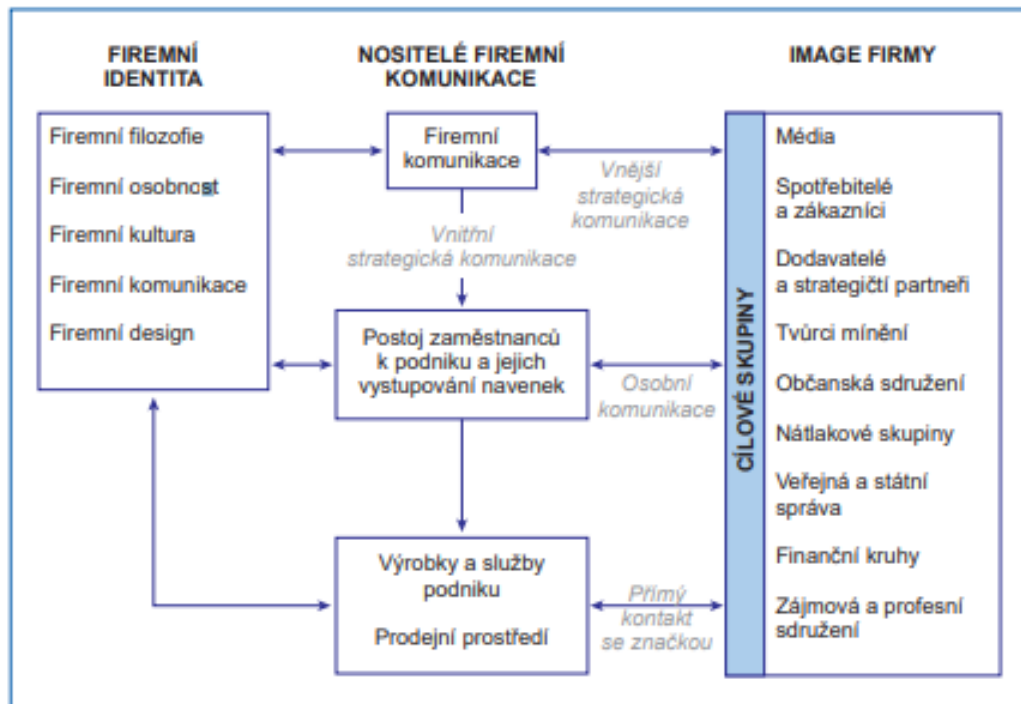 FIREMNÍ
IDENTITA
Firemní filozofie
Firemní osobnost
Firemní kultura
Firemní komunikace
Firemní design
NOSITELÉ FIREMNÍ
KOMUNIKACE
Firemní
komunikace
Vnitřní
strategická komunikace
Postoj zaměstnanců
k podniku a jejich
vystupování navenek
Výrobky a služby
podniku
Prodejní prostředí
Vnější
strategická
komunikace
Osobní
komunikace
Přímý
kontakt
se značkou
IMAGE FIRMY
CÍLOVÉ SKUPINY
Média
Spotřebitelé
a zákazníci
Dodavatelé
a strategičtí partneři
Tvůrci mínění
Občanská sdružení
Nátlakové skupiny
Veřejná a státní
správa
Finanční kruhy
Zájmová a profesní
sdružení